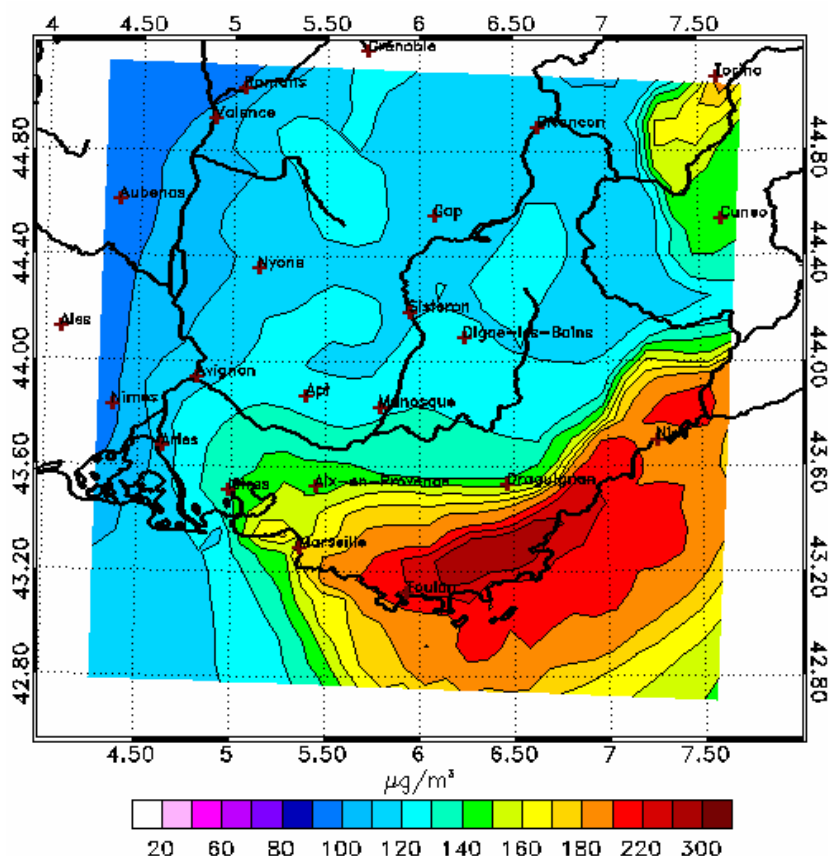 4 4.50 5 5.50 6 6.50 7 7.50
Grenoble
Torino
Romans
Valence
Briancon
44.80 44.80
Aubenas
Gap
Cuneo
44.40 44.40
Nyons
Sisteron
Ales
Digne-les-Bains
44.00 44.00
Avignon
Apt
Manosque
Nimes
Nice
Arles
43.60 43.60
Aix-en-Provence
Draguignan
Marseille
43.20 43.20
Toulon
42.80 42.80
4.50 5 5.50 6 6.50 7 7.50
µg/m³
20 60 80 100 120 140 160 180 220 300